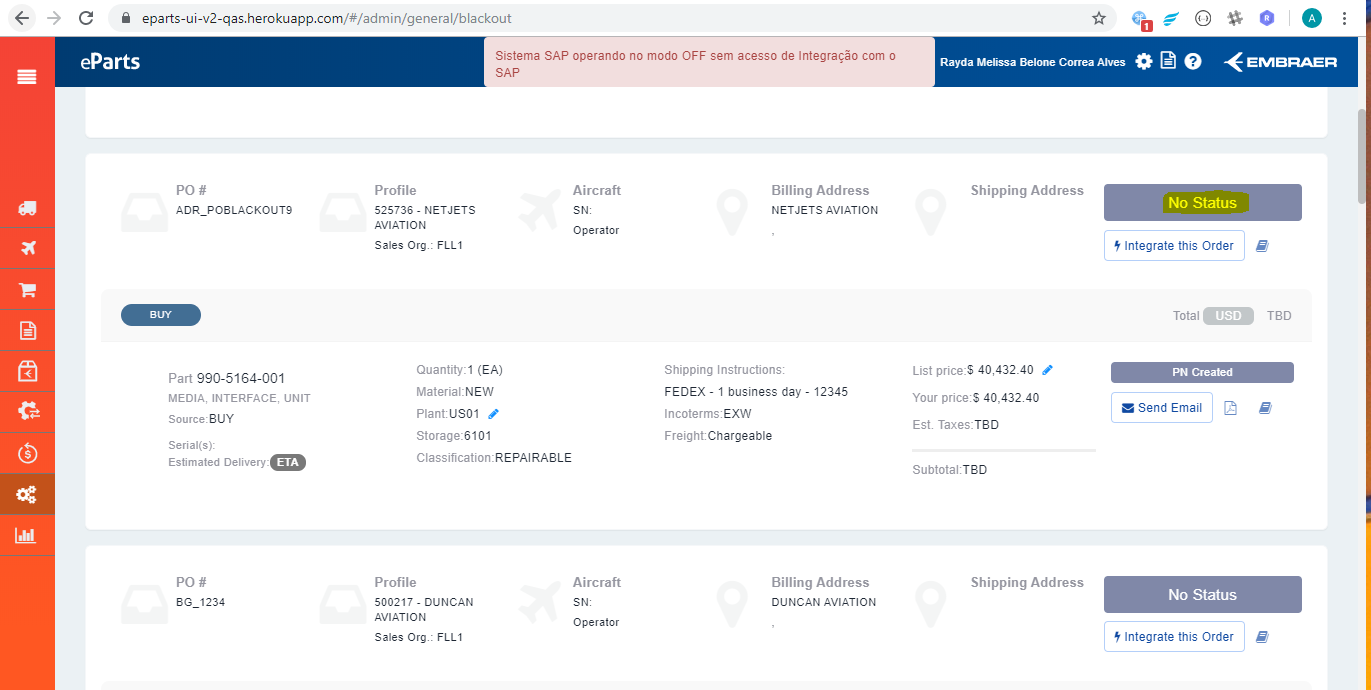 eparts-ui-v2-qas.herokuapp.com/#/admin/general/blackout
1
R
A
eParts
Sistema SAP operando no modo OFF sem acesso de Integração com o
SAP
Rayda Melissa Belone Correa Alves
?
EMBRAER
PO #
ADR_POBLACKOUT9
Profile
525736 - NETJETS
AVIATION
Sales Org.: FLL1
Aircraft
SN:
Operator
Billing Address
NETJETS AVIATION
,
Shipping Address
No Status
Integrate this Order
BUY
Total USD TBD
Part 990-5164-001
MEDIA, INTERFACE, UNIT
Source:BUY
Serial(s):
Estimated Delivery: ETA
Quantity:1 (EA)
Material:NEW
Plant:US01
Storage:6101
Classification:REPAIRABLE
Shipping Instructions:
FEDEX - 1 business day - 12345
Incoterms:EXW
Freight:Chargeable
List price:$ 40,432.40
Your price:$ 40,432.40
Est. Taxes:TBD
Subtotal:TBD
PN Created
Send Email
PO #
BG_1234
Profile
500217 - DUNCAN
AVIATION
Sales Org.: FLL1
Aircraft
SN:
Operator
Billing Address
DUNCAN AVIATION
,
Shipping Address
No Status
Integrate this Order